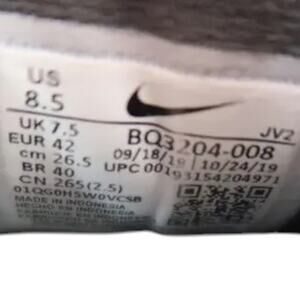 US
8.5
UK 7.5
EUR 42
cm 26.5
BR 40
CN 265(2.5)
01QG0H5W0VCSB
MADE IN INDONESIA
BQ3204-008
JV2
09/18/19 10/24/19
UPC 00193154204971